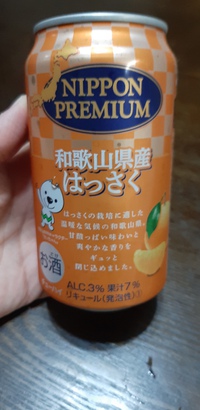 NIPPON
PREMIUM
和歌山県産
はっさく
はっさくの栽培に適した
温暖な気候の和歌山県。
甘酸っぱい味わいと
爽やかな香りを
ギュッと
閉じ込めました。
お酒
ALC.3% 果汁7%
リキュール(発泡性)①